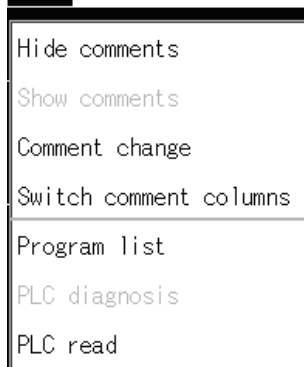 Hide comments
Show comments
Comment change
Switch comment columns
Program list
PLC diagnosis
PLC read